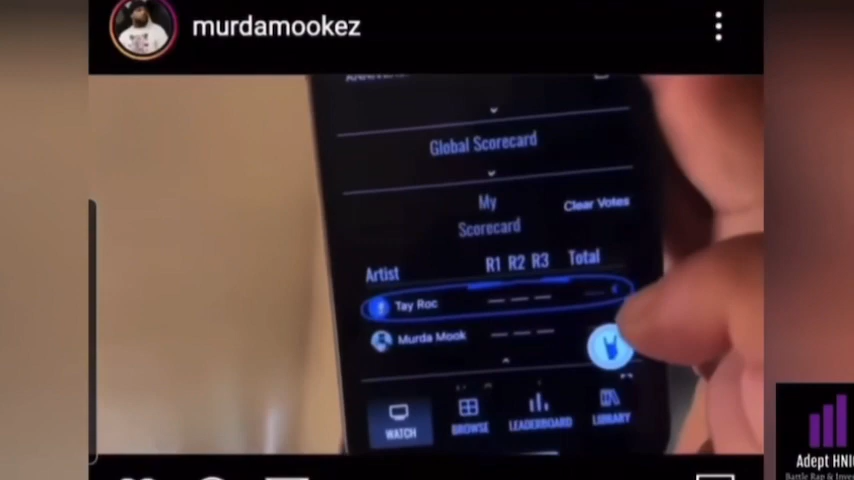 murdamookez
Global Scorecard
My
Scorecard
Clear Votes
Artist R1 R2 R3 Total
Tay Roc
Murda Mook
WATCH BROWSE LEADERBOARD LIBRARY
Adept HNIC